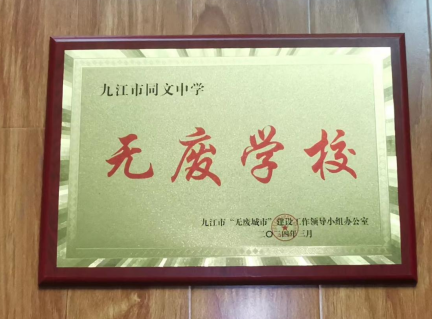 九江市同文中学
无废学校
九江市“无废城市”建设工作领导小组办公室
二〇二四年三月